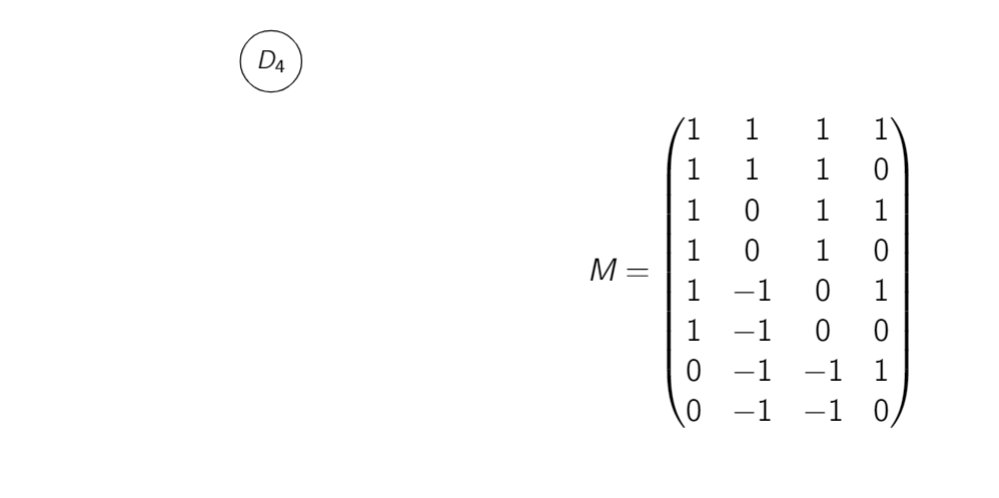 D₄
1 1 1 1
1 1 1 0
1 0 1 1
1 0 1 0
M =
1 −1 0 1
1 −1 0 0
0 −1 −1 1
0 −1 −1 0